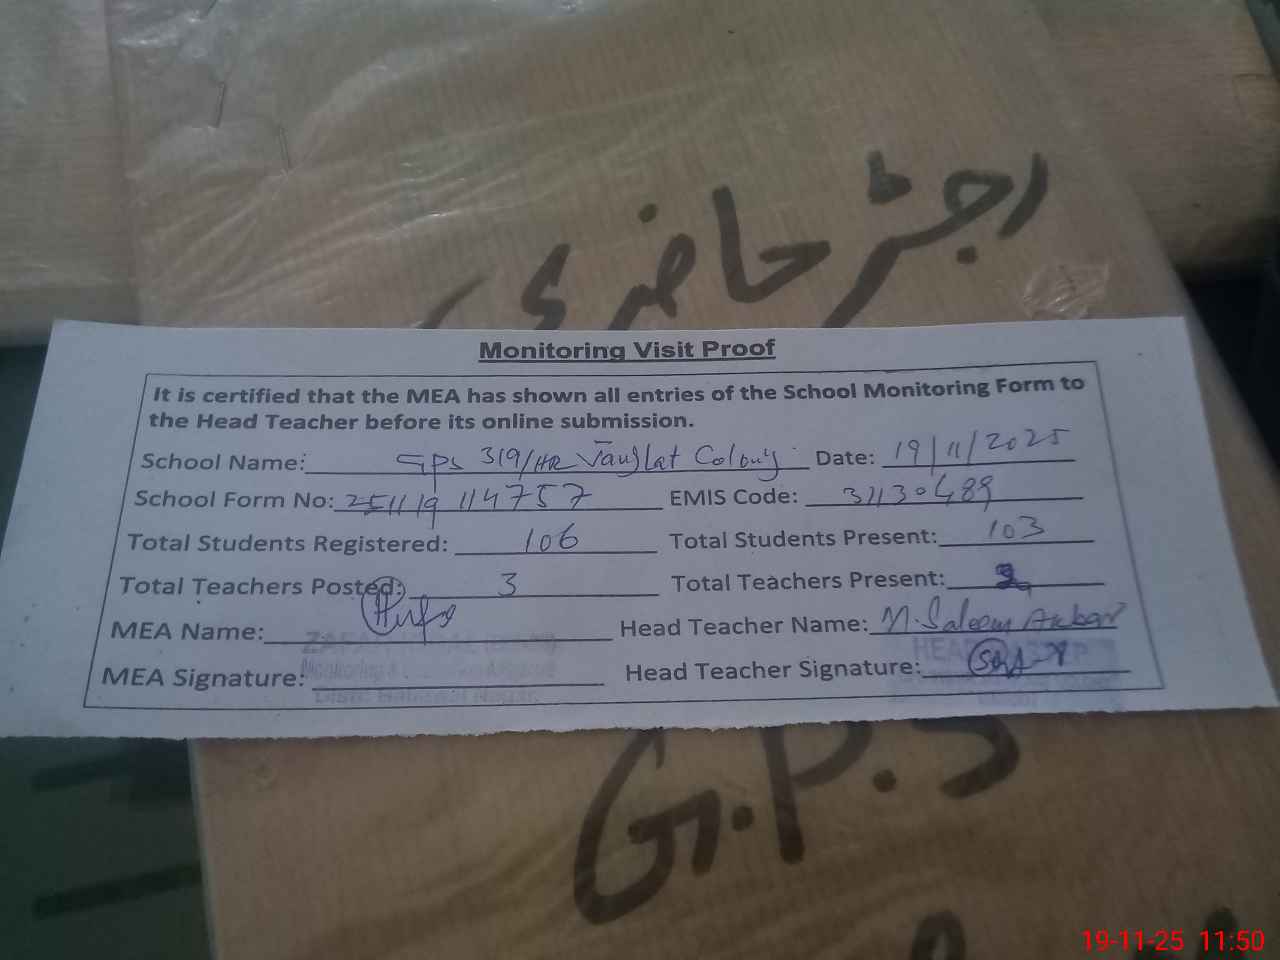 رجسٹر حاضری
Monitoring Visit Proof
It is certified that the MEA has shown all entries of the School Monitoring Form to
the Head Teacher before its online submission.
School Name: GPS 319/HR Janglat Colony Date: 19/11/2025
School Form No: 251119 114757 EMIS Code: 31130489
Total Students Registered: 106 Total Students Present: 103
Total Teachers Posted: 3 Total Teachers Present:
MEA Name: Head Teacher Name: M. Saleem Akbar
MEA Signature: Head Teacher Signature:
G.P.S
19-11-25 11:50